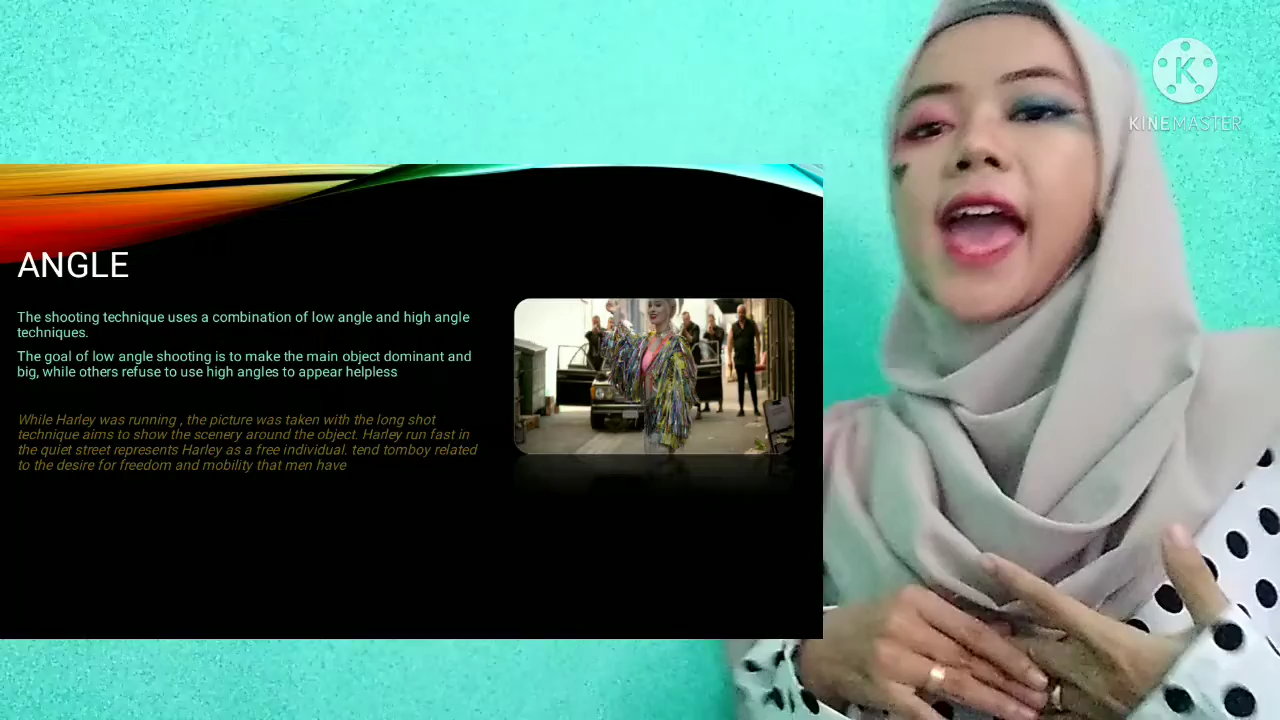 K
KINEMASTER
ANGLE
The shooting technique uses a combination of low angle and high angle
techniques.
The goal of low angle shooting is to make the main object dominant and
big, while others refuse to use high angles to appear helpless
While Harley was running , the picture was taken with the long shot
technique aims to show the scenery around the object. Harley run fast in
the quiet street represents Harley as a free individual. tend tomboy related
to the desire for freedom and mobility that men have